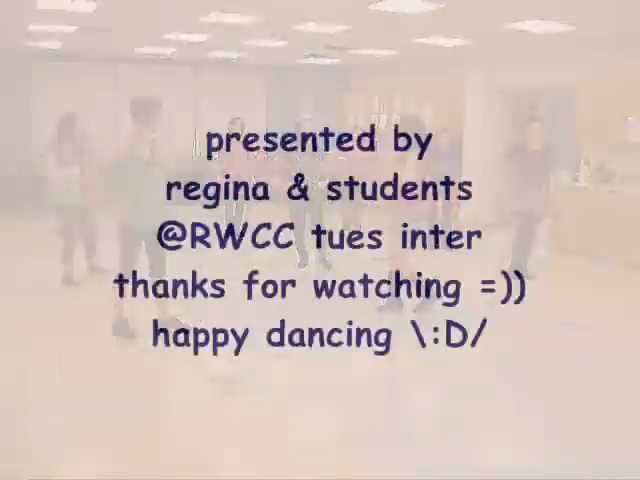 presented by
regina & students
@RWCC tues inter
thanks for watching =))
happy dancing \:D/